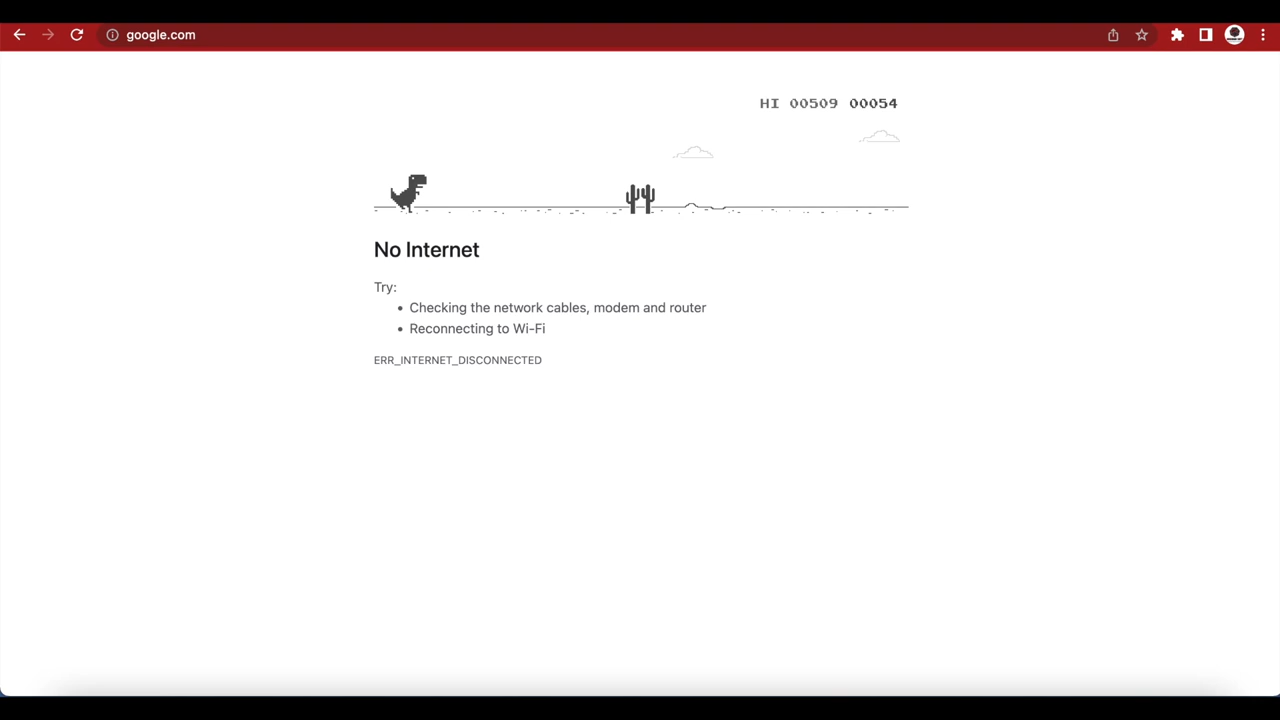 google.com
HI 00509 00054
No Internet
Try:
• Checking the network cables, modem and router
• Reconnecting to Wi-Fi
ERR_INTERNET_DISCONNECTED